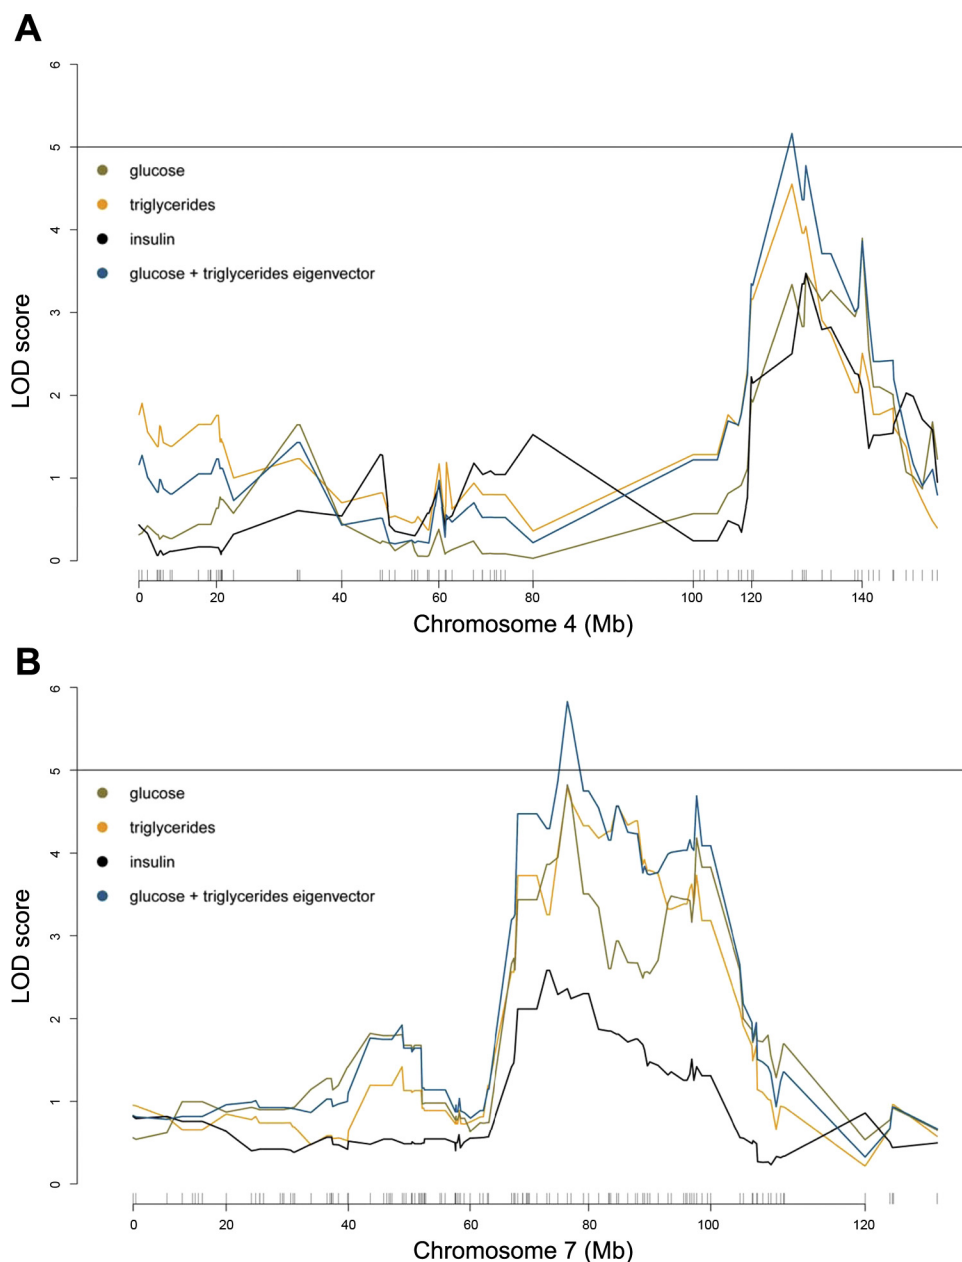 A
6
5
4
3
2
1
0
LOD score
glucose
triglycerides
insulin
glucose + triglycerides eigenvector
0 20 40 60 80 100 120 140
Chromosome 4 (Mb)
B
6
5
4
3
2
1
0
LOD score
glucose
triglycerides
insulin
glucose + triglycerides eigenvector
0 20 40 60 80 100 120
Chromosome 7 (Mb)